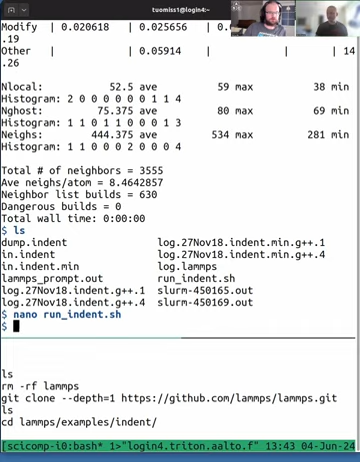 tuomiss1@login4:~
Modify | 0.020618 | 0.025656 | 0.
.19
Other | | 0.05914 | | | 14
.26
Nlocal: 52.5 ave 59 max 38 min
Histogram: 2 0 0 0 0 0 0 1 1 4
Nghost: 75.375 ave 80 max 69 min
Histogram: 1 1 0 1 1 0 0 0 1 3
Neighs: 444.375 ave 534 max 281 min
Histogram: 1 1 0 0 0 2 0 0 0 4
Total # of neighbors = 3555
Ave neighs/atom = 8.4642857
Neighbor list builds = 630
Dangerous builds = 0
Total wall time: 0:00:00
$ ls
dump.indent log.27Nov18.indent.min.g++.1
in.indent log.27Nov18.indent.min.g++.4
in.indent.min log.lammps
lammps_prompt.out run_indent.sh
log.27Nov18.indent.g++.1 slurm-450165.out
log.27Nov18.indent.g++.4 slurm-450169.out
$ nano run_indent.sh
$
ls
rm -rf lammps
git clone --depth=1 https://github.com/lammps/lammps.git
ls
cd lammps/examples/indent/
[scicomp-i0:bash* 1>"login4.triton.aalto.f" 13:43 04-Jun-24